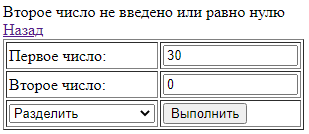 Второе число не введено или равно нулю
Назад
Первое число: 30
Второе число: 0
Разделить Выполнить